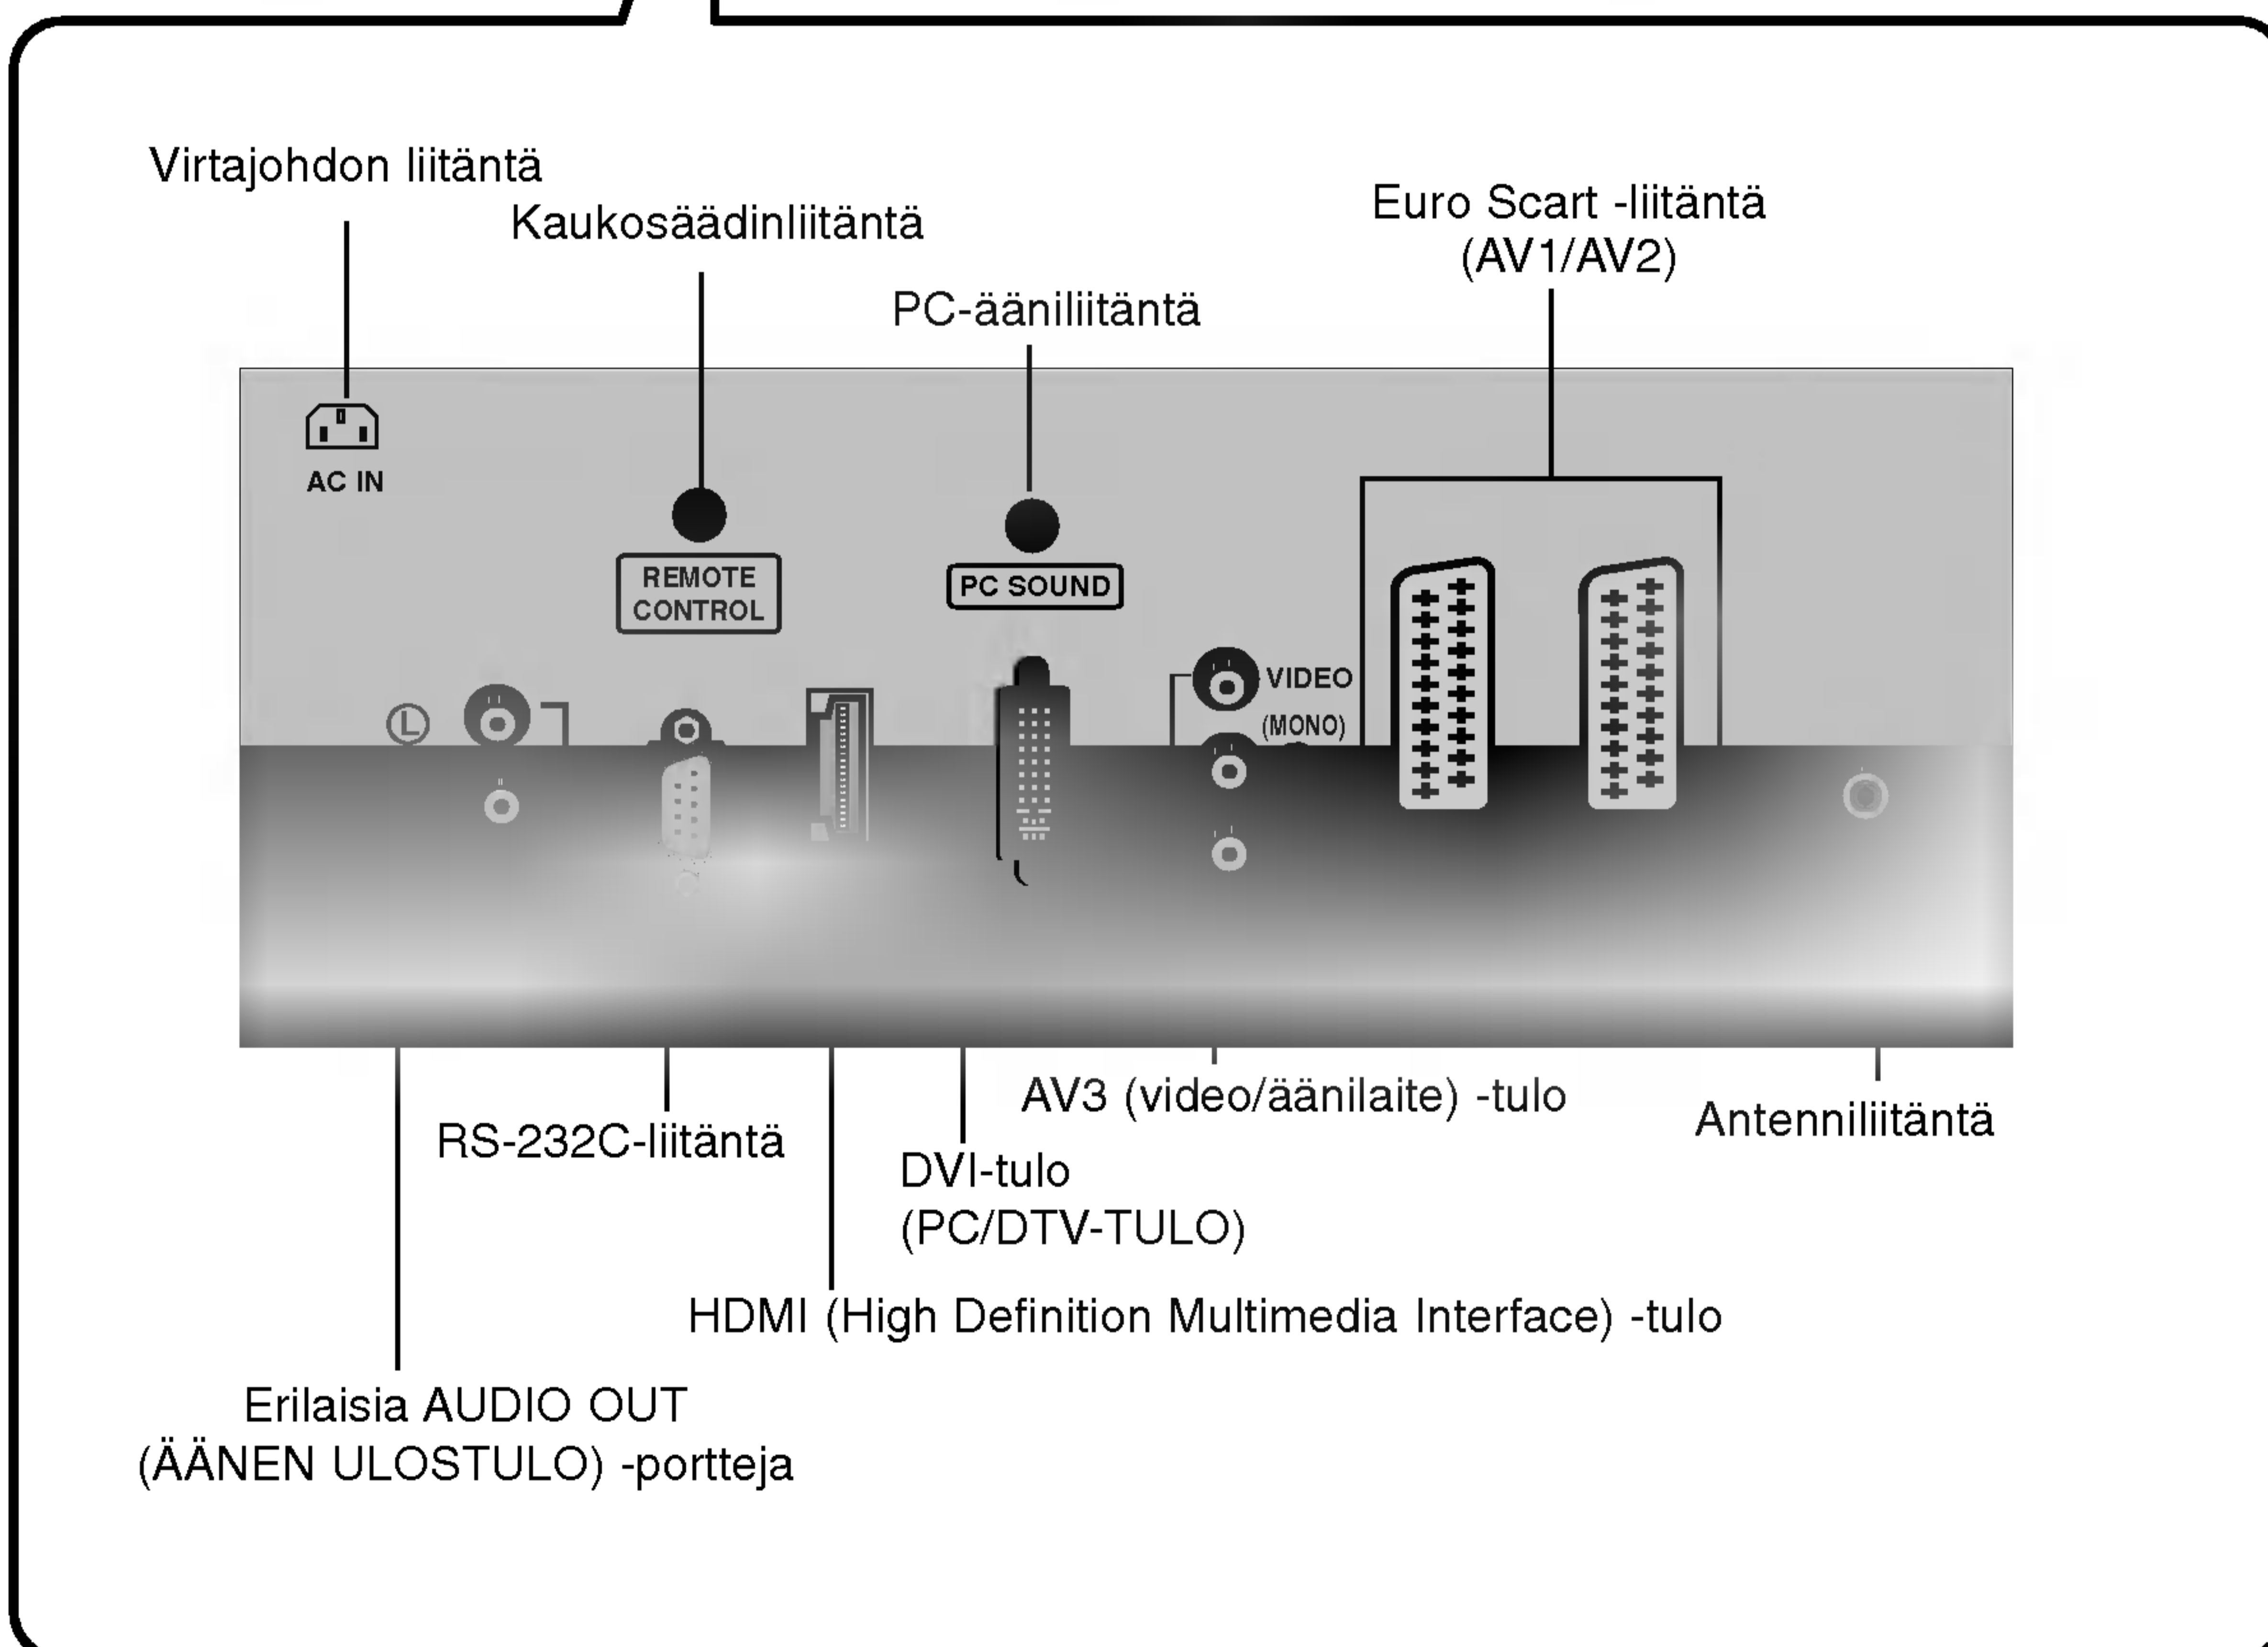 Virtajohdon liitäntä
Kaukosäädinliitäntä
Euro Scart -liitäntä
(AV1/AV2)
PC-ääniliitäntä
AC IN
REMOTE
CONTROL
PC SOUND
VIDEO
(MONO)
L
AV3 (video/äänilaite) -tulo
Antenniliitäntä
RS-232C-liitäntä
DVI-tulo
(PC/DTV-TULO)
HDMI (High Definition Multimedia Interface) -tulo
Erilaisia AUDIO OUT
(ÄÄNEN ULOSTULO) -portteja